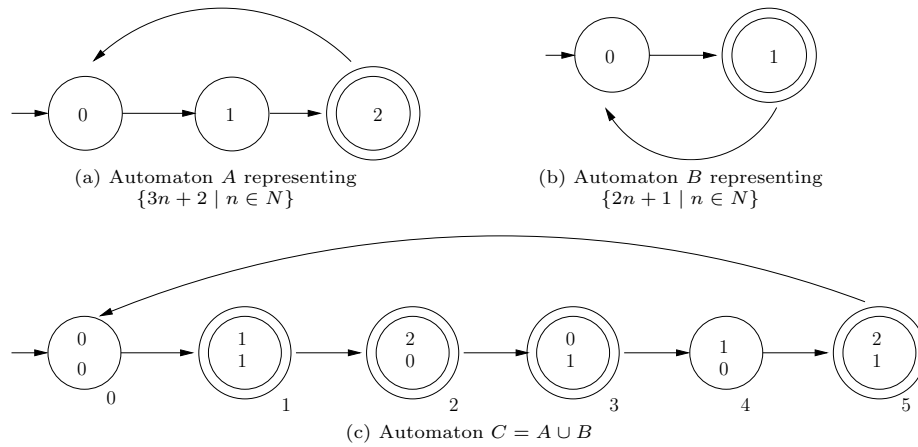 0 1 2
0 1
(a) Automaton A representing
{3n + 2 | n ∈ N}
(b) Automaton B representing
{2n + 1 | n ∈ N}
0 1 2 0 1 2
0 1 0 1 0 1
0 1 2 3 4 5
(c) Automaton C = A ∪ B